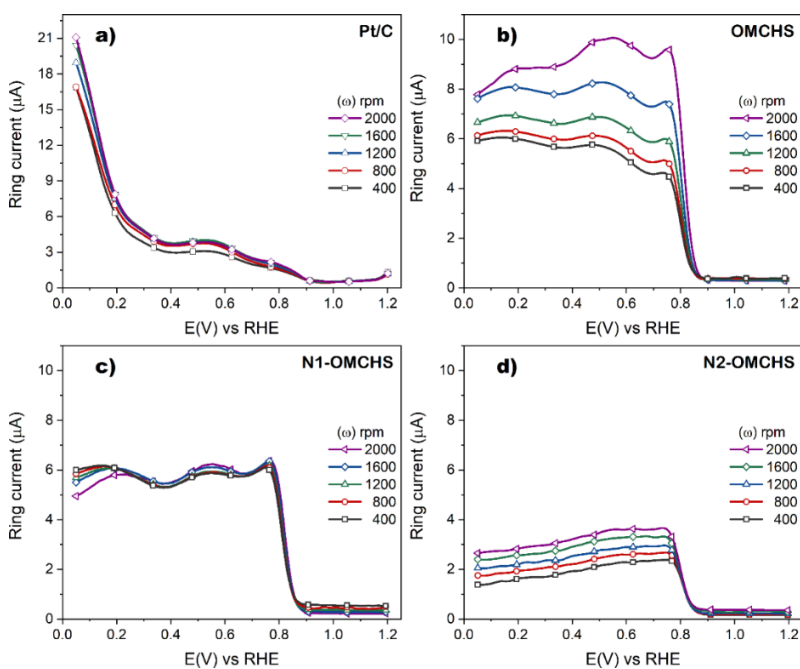 a) Pt/C
21
18
15
12
9
6
3
0
Ring current (µA)
(ω) rpm
2000
1600
1200
800
400
0.0 0.2 0.4 0.6 0.8 1.0 1.2
E(V) vs RHE
b) OMCHS
10
8
6
4
2
0
Ring current (µA)
(ω) rpm
2000
1600
1200
800
400
0.0 0.2 0.4 0.6 0.8 1.0 1.2
E(V) vs RHE
c) N1-OMCHS
10
8
6
4
2
0
Ring current (µA)
(ω) rpm
2000
1600
1200
800
400
0.0 0.2 0.4 0.6 0.8 1.0 1.2
E(V) vs RHE
d) N2-OMCHS
10
8
6
4
2
0
Ring current (µA)
(ω) rpm
2000
1600
1200
800
400
0.0 0.2 0.4 0.6 0.8 1.0 1.2
E(V) vs RHE